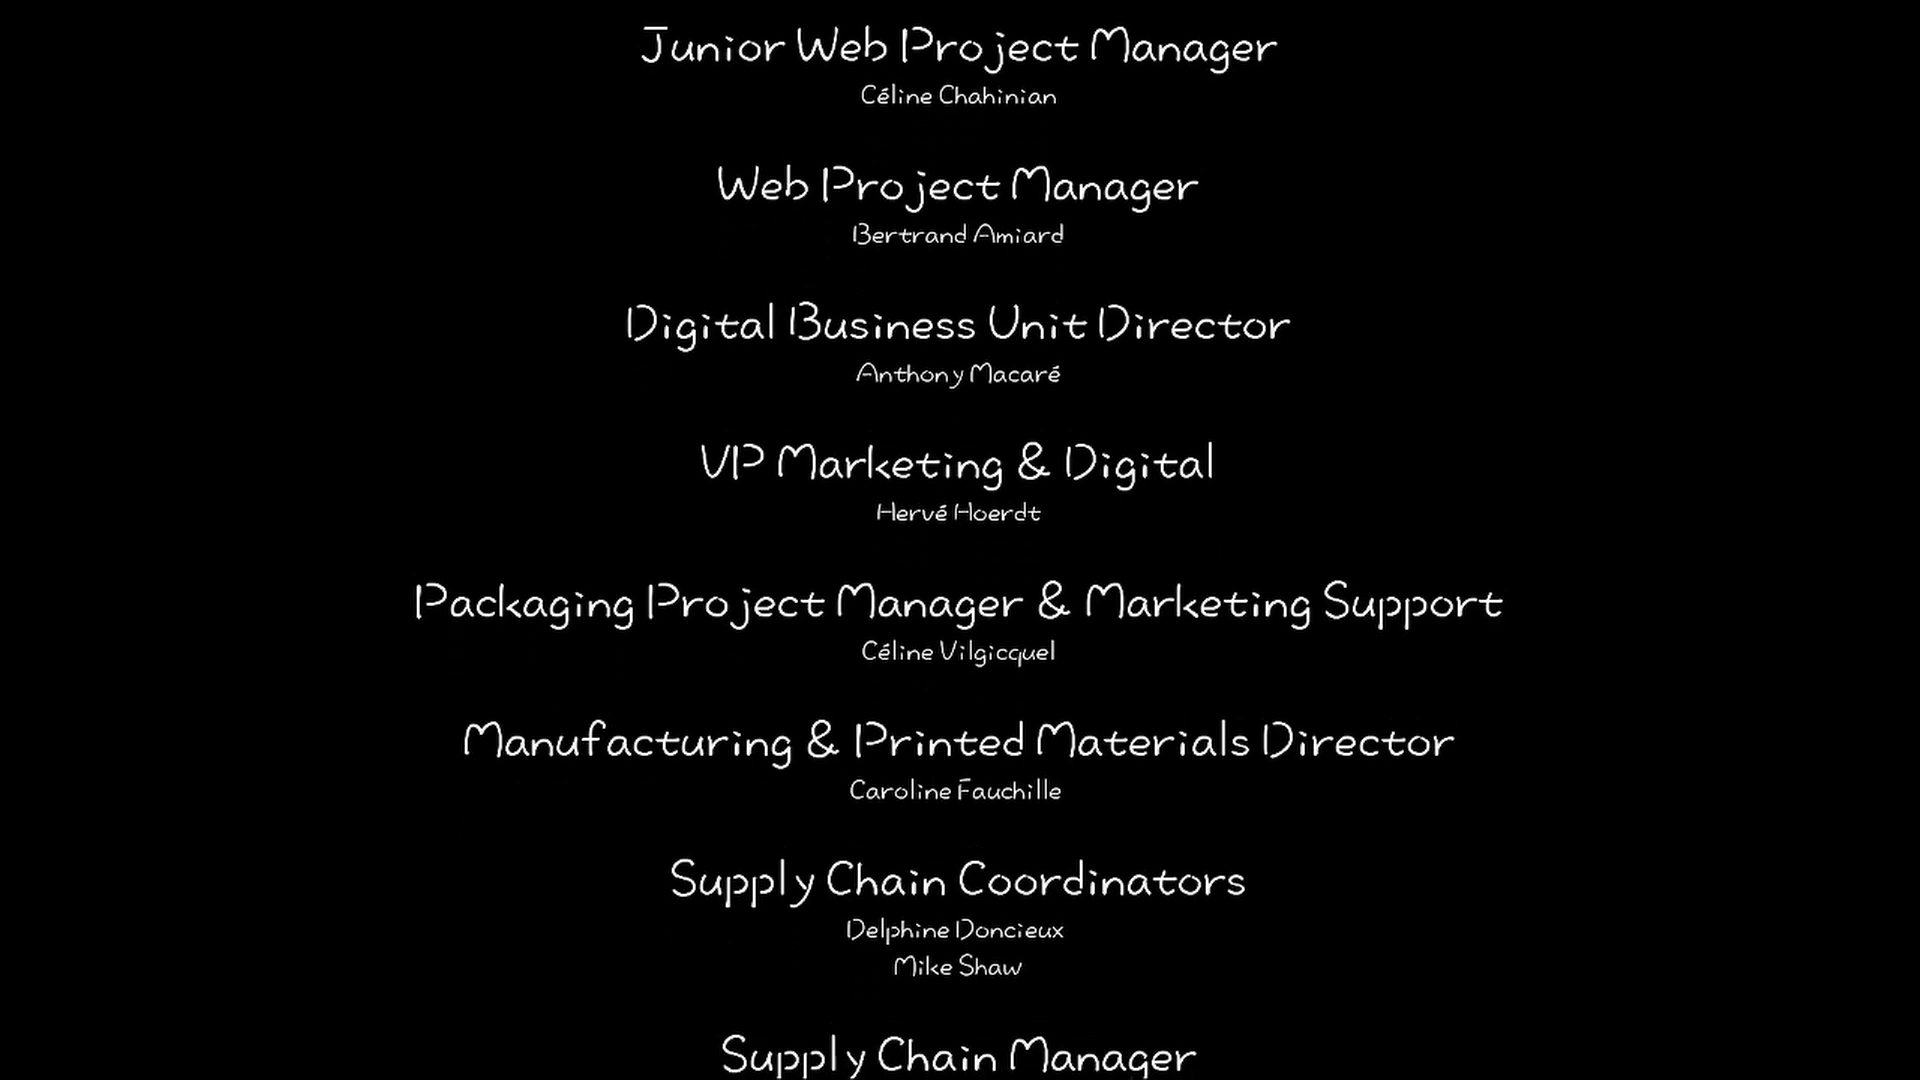 Junior Web Project Manager
Céline Chahinian
Web Project Manager
Bertrand Amiard
Digital Business Unit Director
Anthony Macaré
VP Marketing & Digital
Hervé Hoerdt
Packaging Project Manager & Marketing Support
Céline Vilgicquel
Manufacturing & Printed Materials Director
Caroline Fauchille
Supply Chain Coordinators
Delphine Doncieux
Mike Shaw
Supply Chain Manager